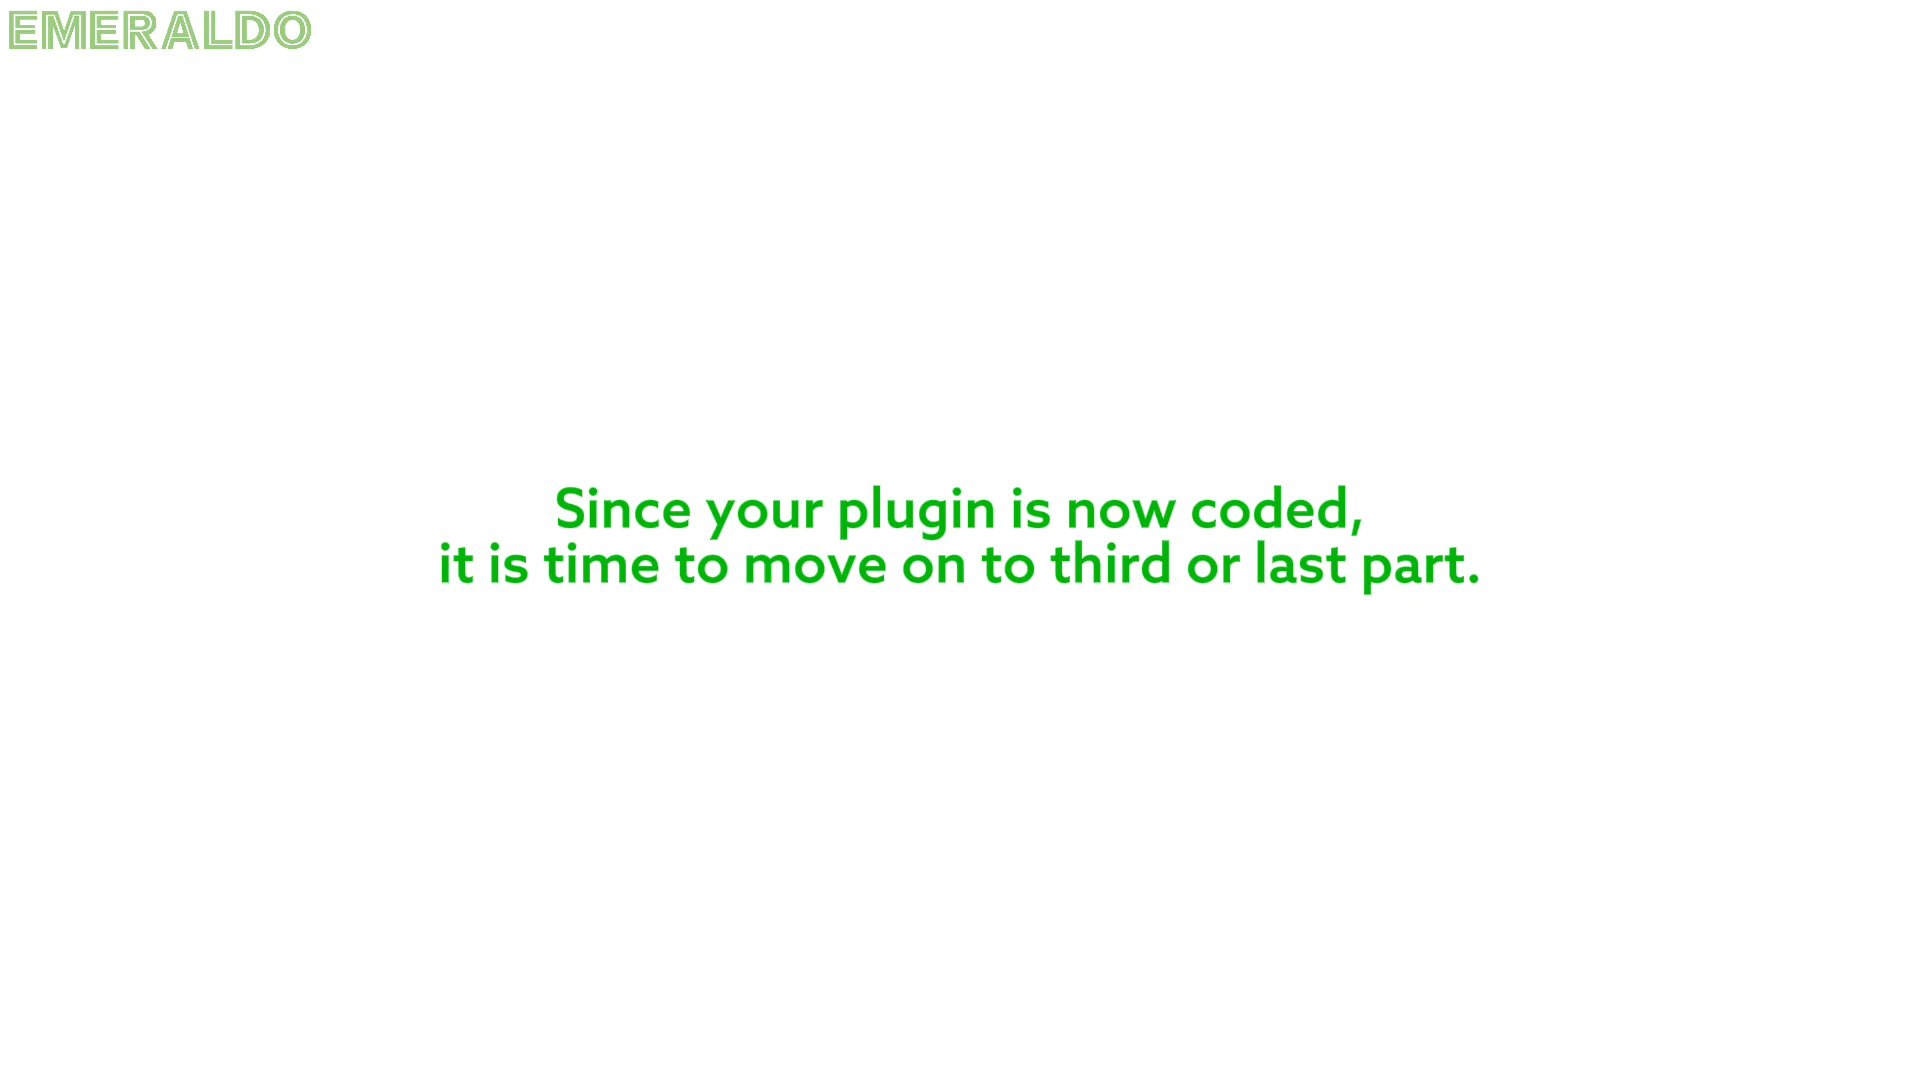 EMERALDO
Since your plugin is now coded,
it is time to move on to third or last part.